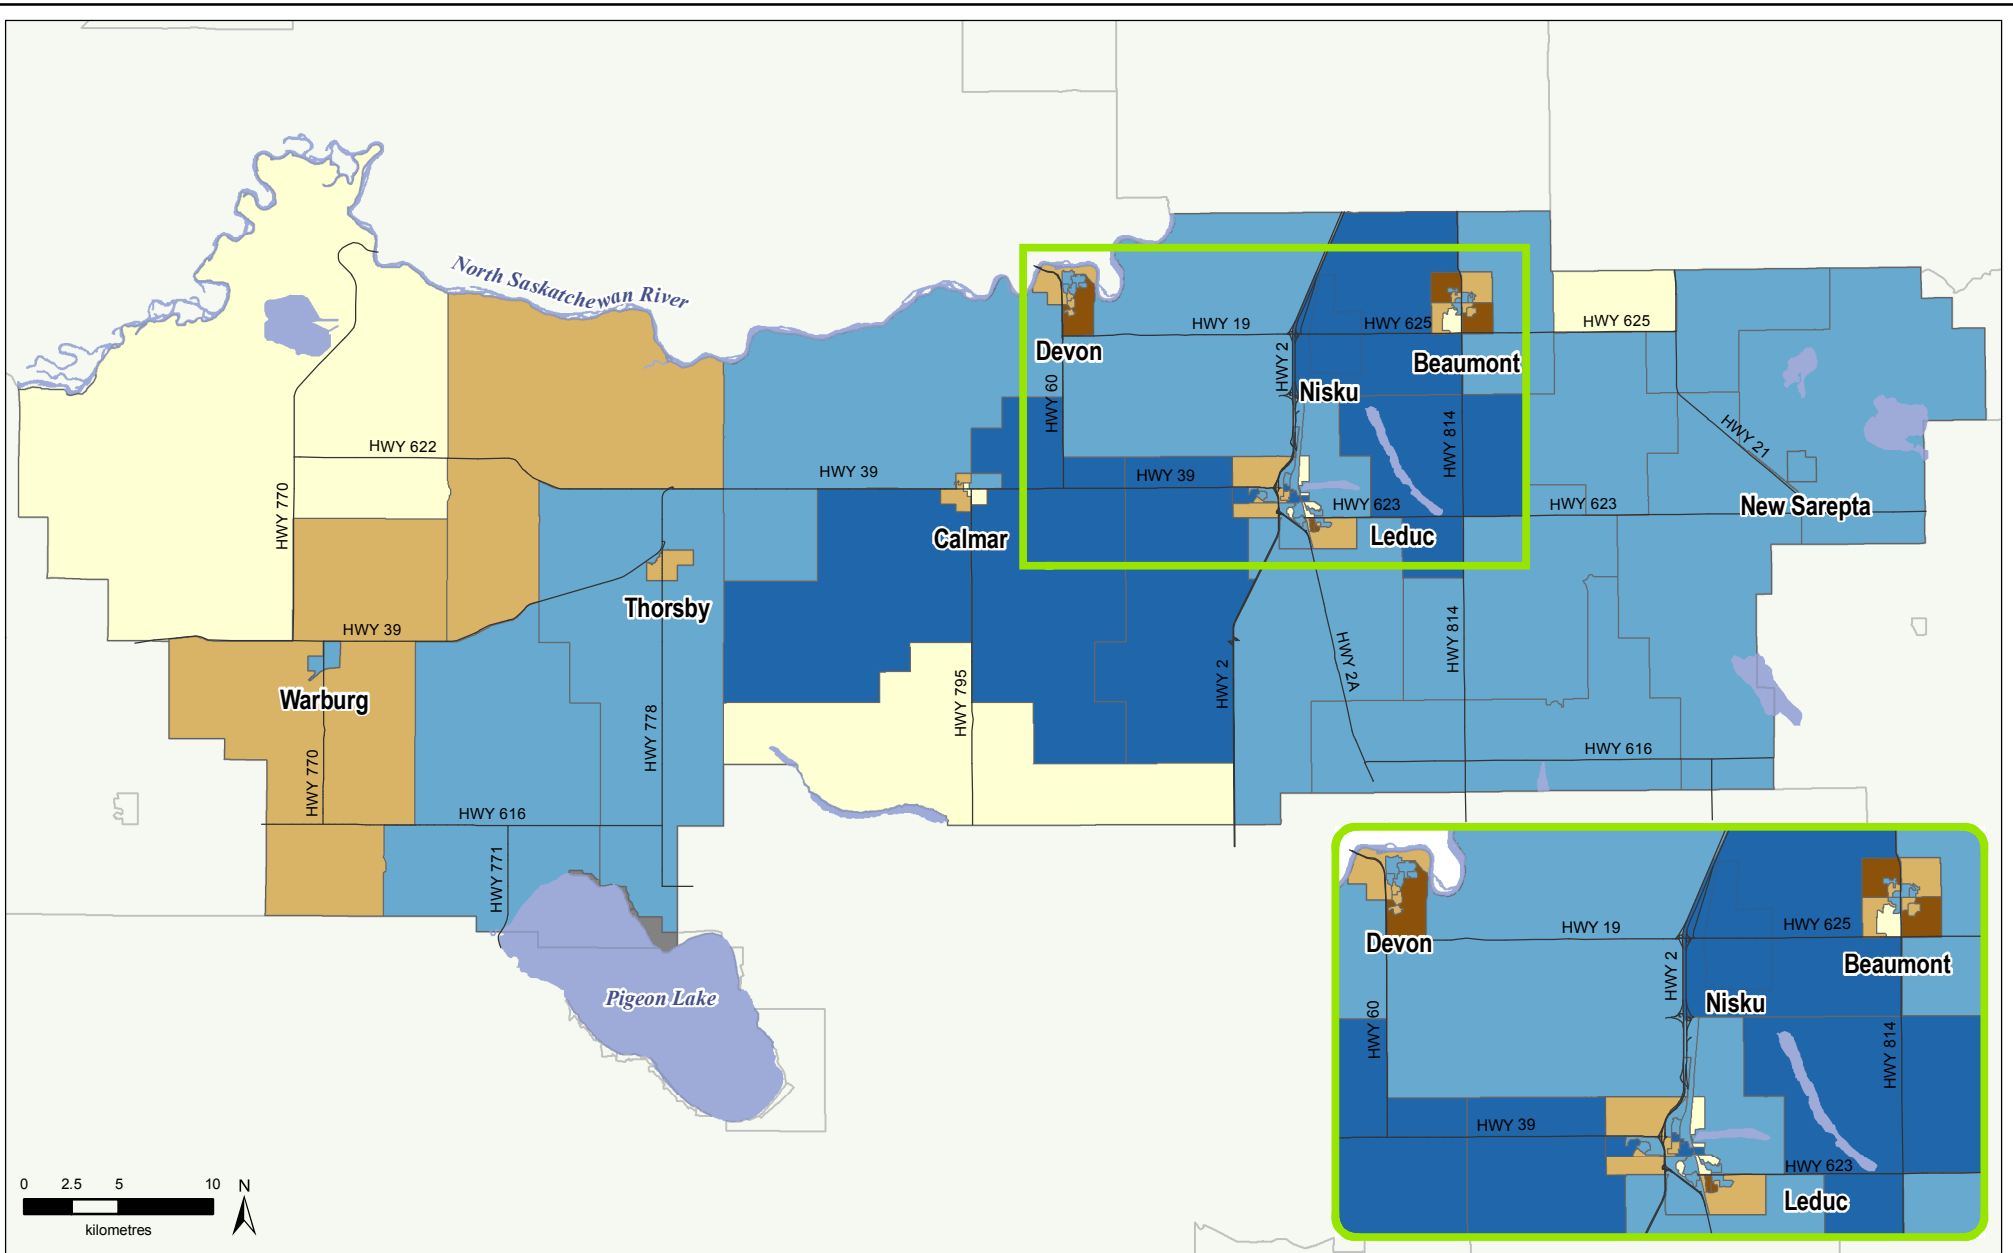 North Saskatchewan River
HWY 19
HWY 625
HWY 625
Devon
Beaumont
HWY 2
HWY 60
Nisku
HWY 622
HWY 39
HWY 39
HWY 814
HWY 21
HWY 770
HWY 623
HWY 623
New Sarepta
Calmar
Leduc
Thorsby
HWY 39
HWY 814
HWY 2A
Warburg
HWY 795
HWY 2
HWY 778
HWY 616
HWY 770
HWY 616
HWY 771
Pigeon Lake
HWY 19
HWY 625
Devon
Beaumont
HWY 2
Nisku
HWY 60
HWY 814
HWY 39
HWY 623
Leduc
0 2.5 5 10
kilometres
N